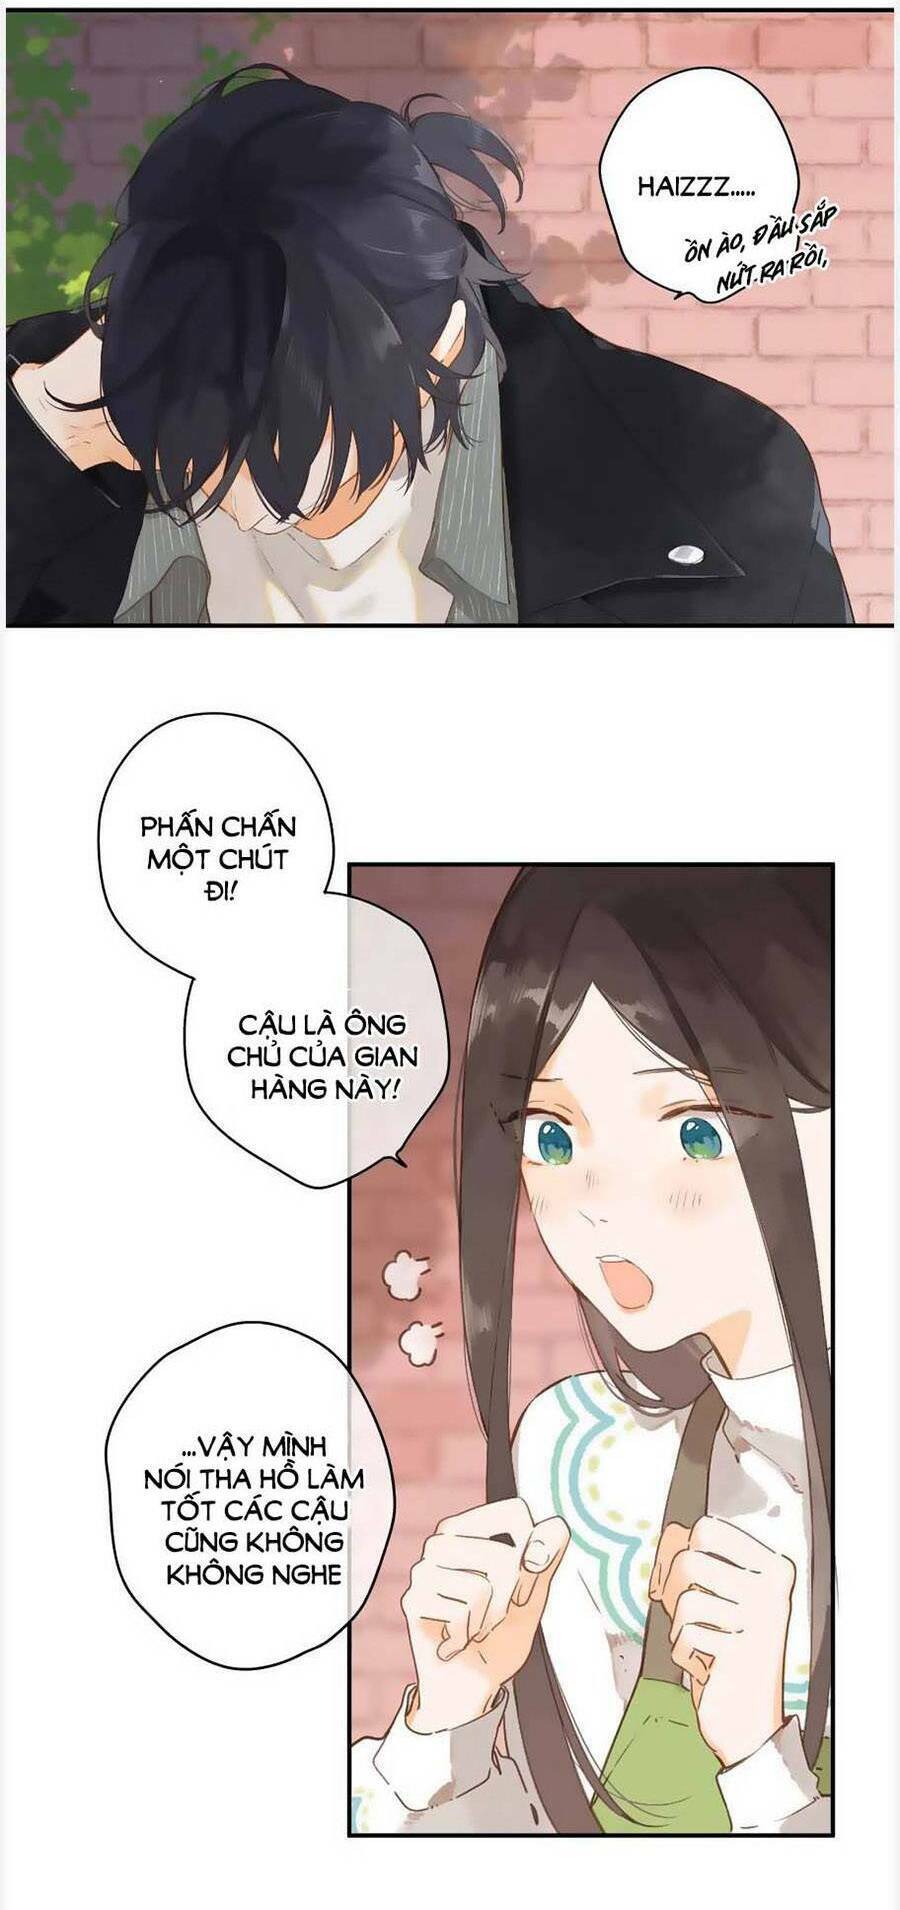 HAIZZZ.....
ỒN ÀO, ĐẦU SẮP
NỨT RA RỒI,
PHẤN CHẤN
MỘT CHÚT
ĐI!
CẬU LÀ ÔNG
CHỦ CỦA GIAN
HÀNG NÀY!
...VẬY MÌNH
NÓI THA HỒ LÀM
TỐT CÁC CẬU
CŨNG KHÔNG
KHÔNG NGHE